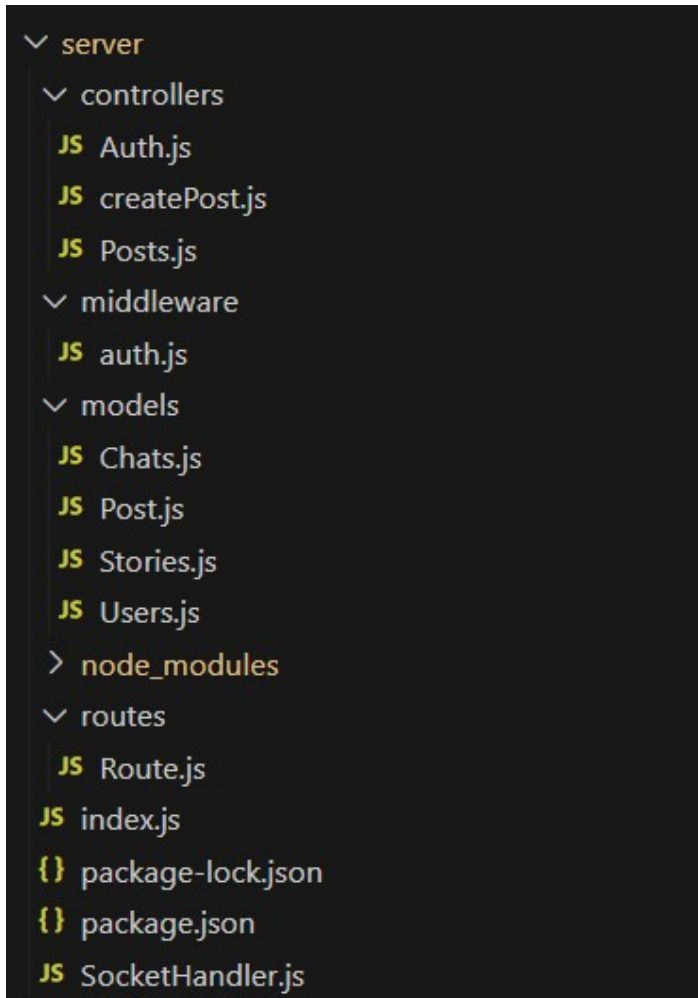 server
controllers
JS Auth.js
JS createPost.js
JS Posts.js
middleware
JS auth.js
models
JS Chats.js
JS Post.js
JS Stories.js
JS Users.js
node_modules
routes
JS Route.js
JS index.js
{} package-lock.json
{} package.json
JS SocketHandler.js